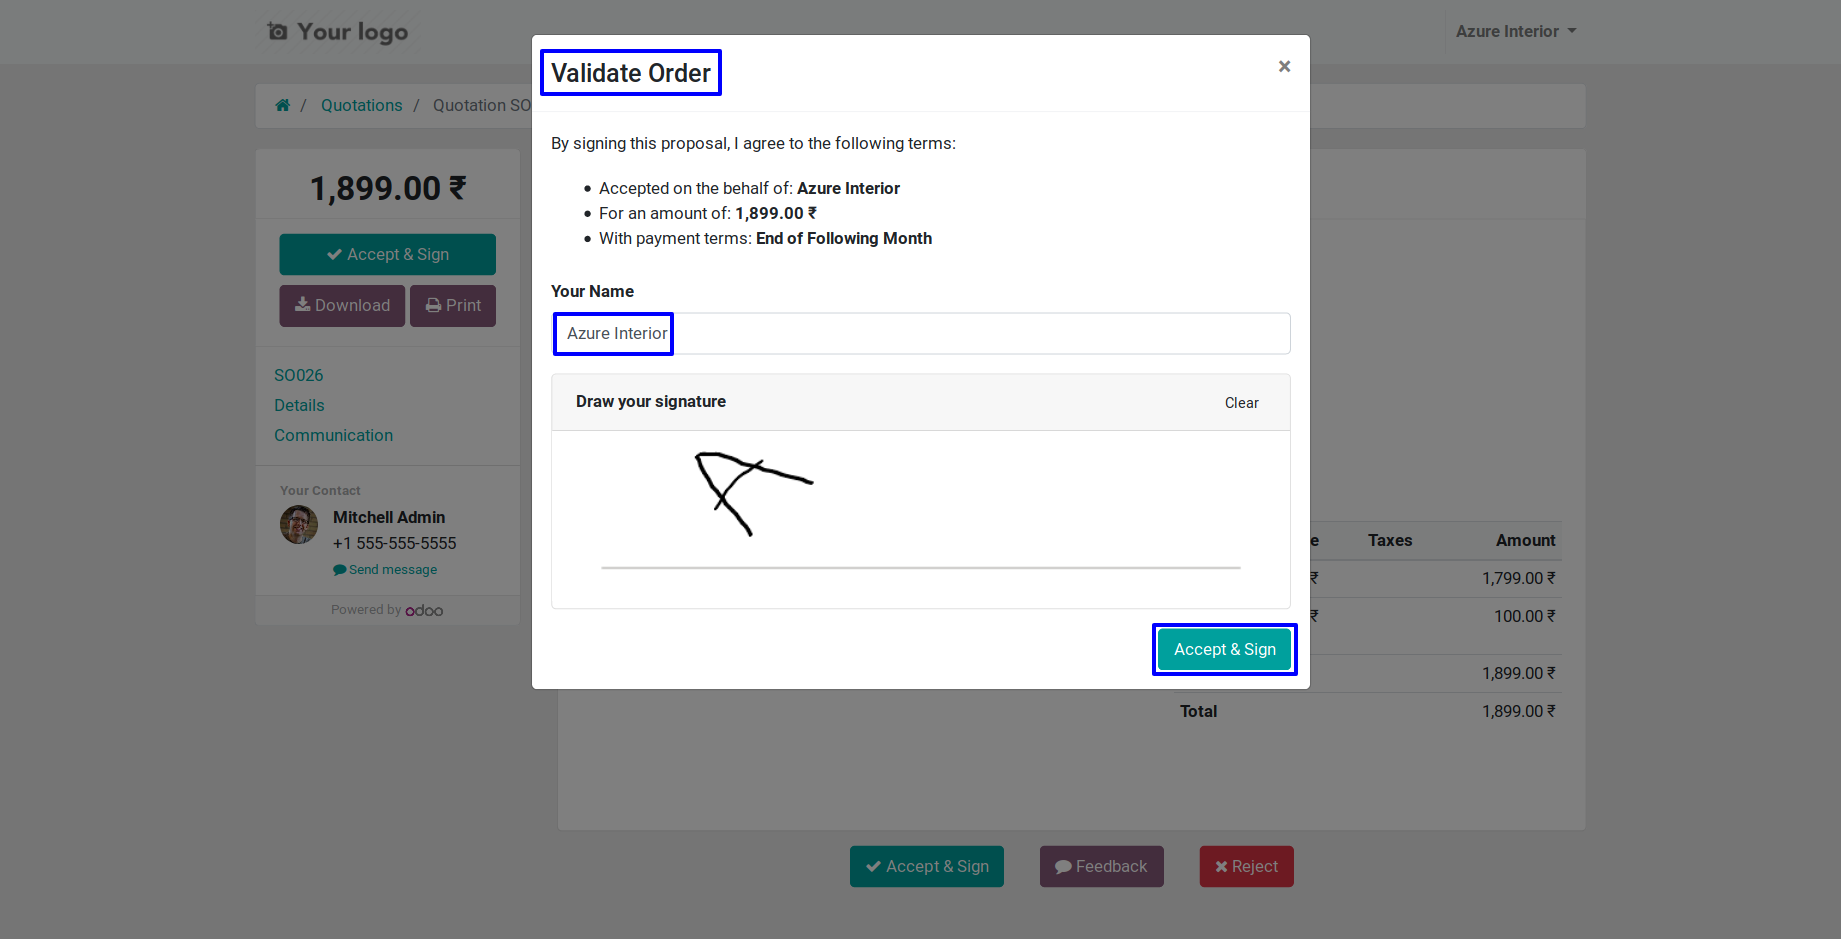 Your logo
Azure Interior
Quotations / Quotation SO
1,899.00 ₹
Accept & Sign
Download Print
SO026
Details
Communication
Your Contact
Mitchell Admin
+1 555-555-5555
Send message
Powered by odoo
Validate Order
×
By signing this proposal, I agree to the following terms:
• Accepted on the behalf of: Azure Interior
• For an amount of: 1,899.00 ₹
• With payment terms: End of Following Month
Your Name
Azure Interior
Draw your signature Clear
Accept & Sign
e Taxes Amount
₹ 1,799.00 ₹
₹ 100.00 ₹
1,899.00 ₹
Total 1,899.00 ₹
Accept & Sign Feedback Reject